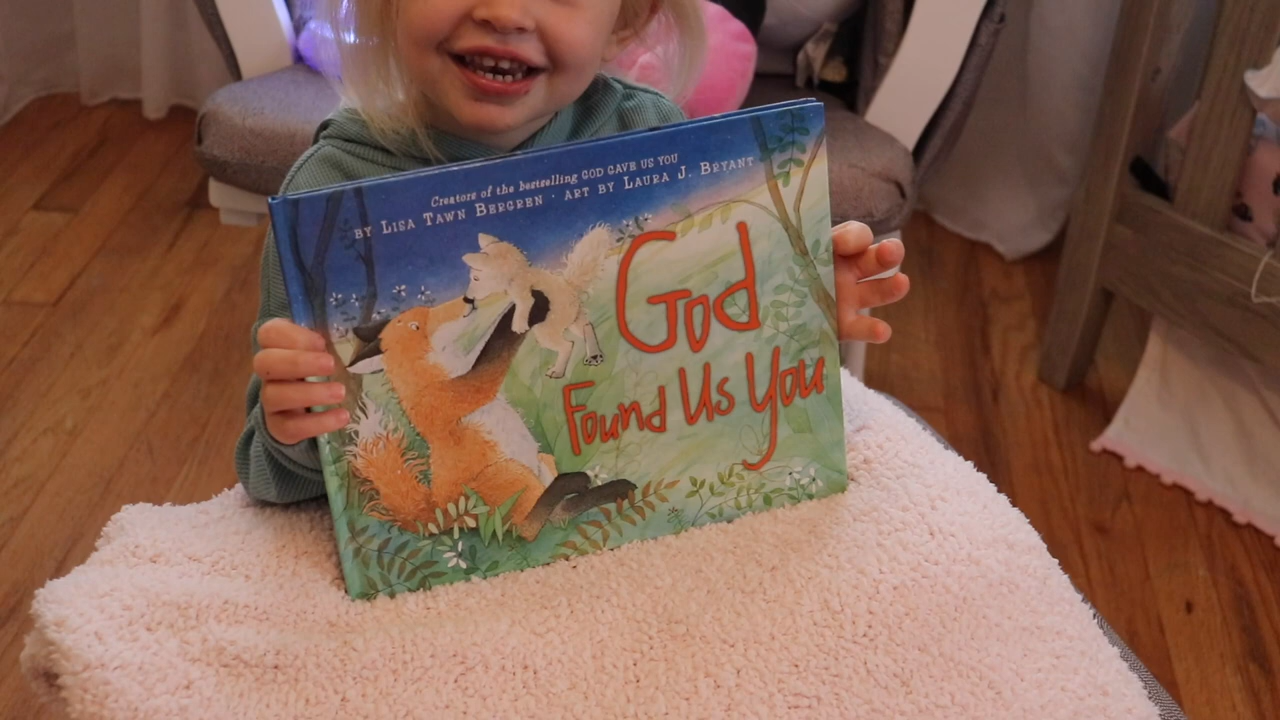 Creators of the bestselling GOD GAVE US YOU
BY LISA TAWN BERGREN · ART BY LAURA J. BRYANT
God
Found Us You